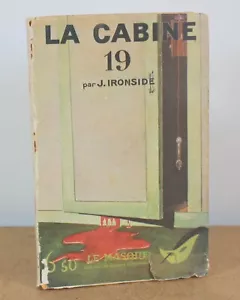 LA CABINE
19
par J. IRONSIDE
LE MASQUE